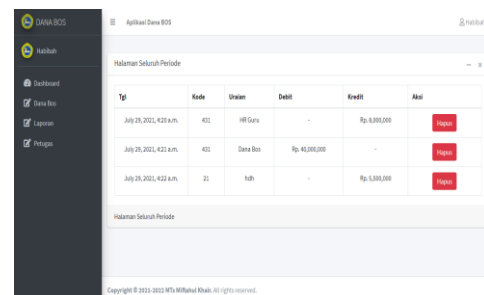 DANA BOS
Aplikasi Dana BOS
Habibah
Habibah
Dashboard
Dana Bos
Laporan
Petugas
Halaman Seluruh Periode
Tgl Kode Uraian Debit Kredit Aksi
July 29, 2021, 4:20 a.m. 431 HR Guru - Rp. 8,000,000 Hapus
July 29, 2021, 4:21 a.m. 431 Dana Bos Rp. 40,000,000 - Hapus
July 29, 2021, 4:22 a.m. 21 hdh - Rp. 5,300,000 Hapus
Halaman Seluruh Periode
Copyright © 2021-2022 MTs Miftahul Khair. All rights reserved.